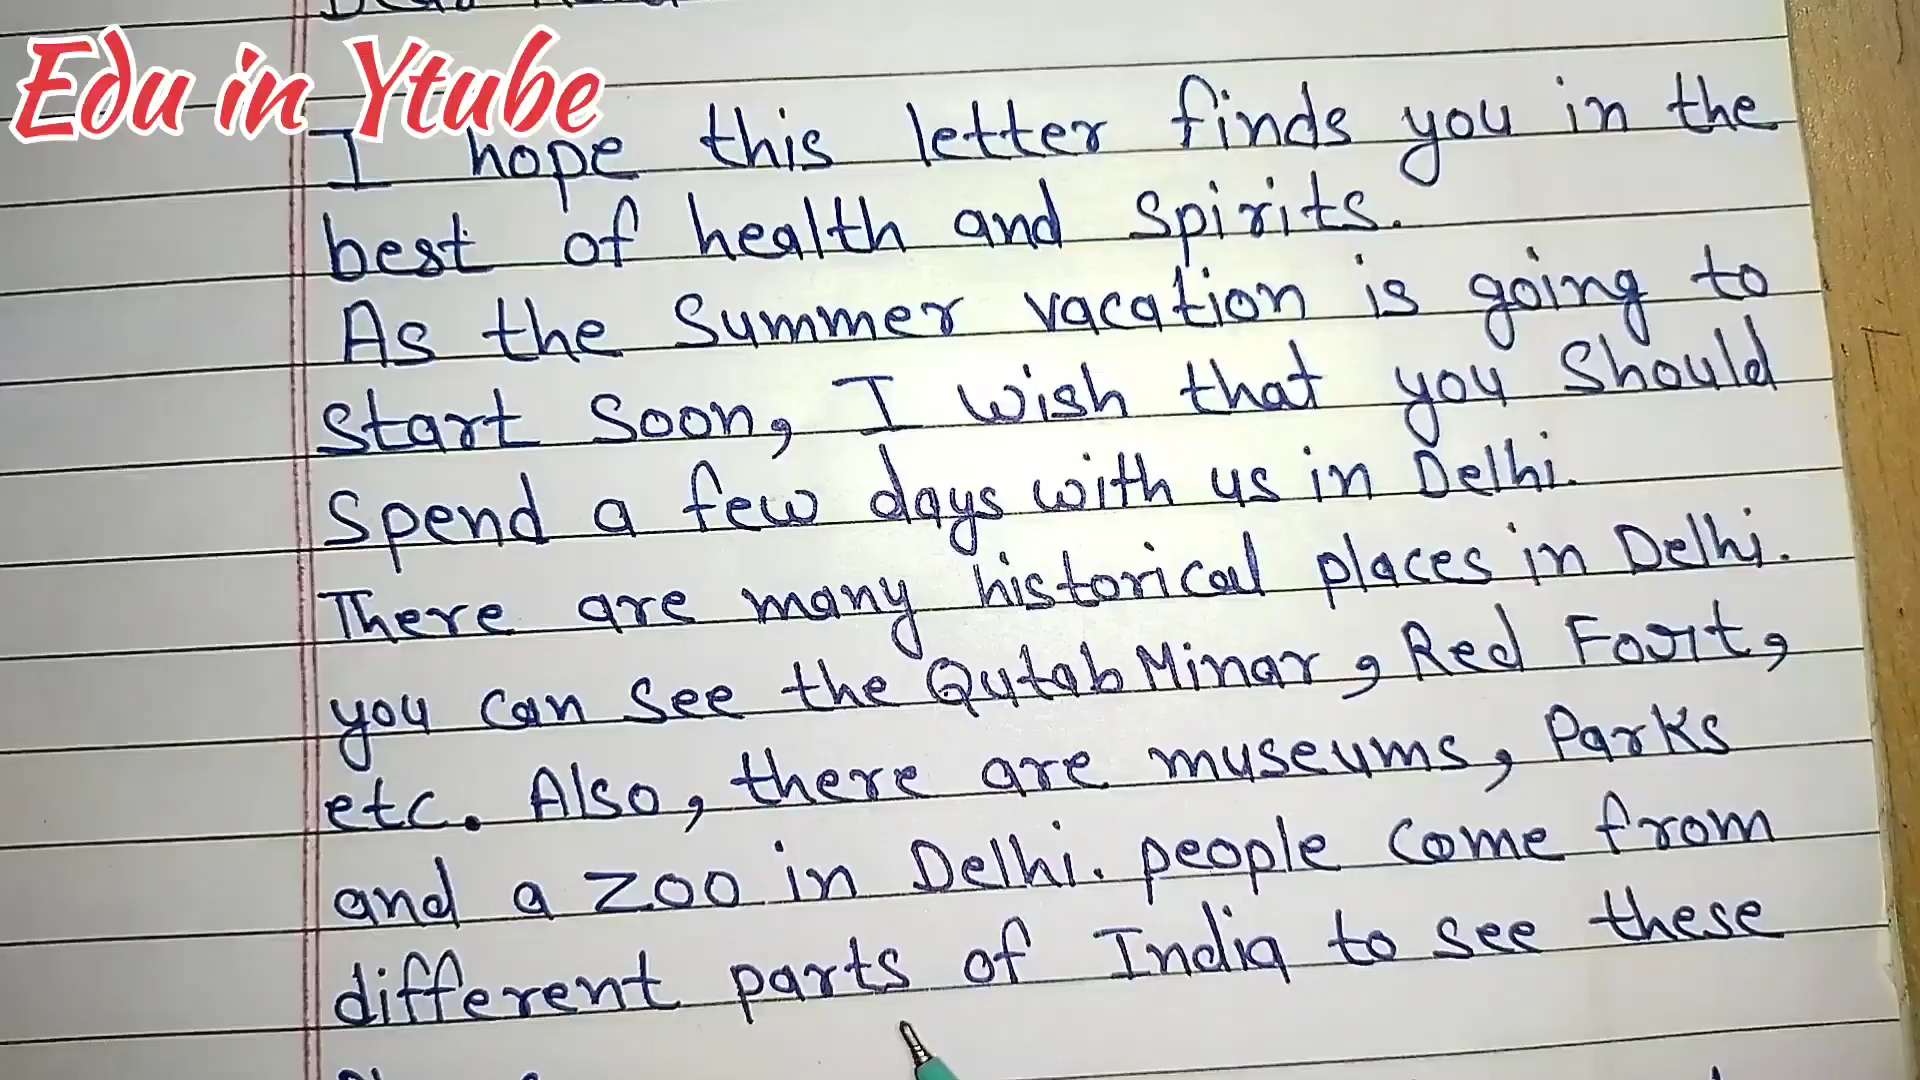 Edu in Ytube
I hope this letter finds you in the
best of health and spirits.
As the Summer vacation is going to
start soon, I wish that you should
spend a few days with us in Delhi.
There are many historical places in Delhi.
you can see the Qutab Minar, Red Fort,
etc. Also, there are museums, Parks
and a zoo in Delhi. people come from
different parts of India to see these